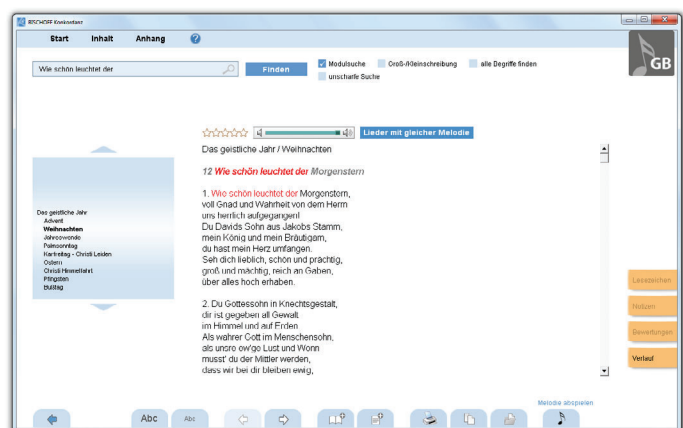 BISCHOFF Konkordanz
Start Inhalt Anhang ?
GB
Wie schön leuchtet der
Finden
Modulsuche Groß-/Kleinschreibung alle Begriffe finden
unscharfe Suche
Lieder mit gleicher Melodie
Das geistliche Jahr / Weihnachten
12 Wie schön leuchtet der Morgenstern
1. Wie schön leuchtet der Morgenstern,
voll Gnad und Wahrheit von dem Herrn
uns herrlich aufgegangen!
Du Davids Sohn aus Jakobs Stamm,
mein König und mein Bräutigam,
du hast mein Herz umfangen.
Seh dich lieblich, schön und prächtig,
groß und mächtig, reich an Gaben,
über alles hoch erhaben.
2. Du Gottessohn in Knechtsgestalt,
dir ist gegeben all Gewalt
im Himmel und auf Erden.
Als wahrer Gott im Menschensohn,
als unsre ew'ge Lust und Wonn
musst' du der Mittler werden,
dass wir bei dir bleiben ewig,
Das geistliche Jahr
Advent
Weihnachten
Jahreswende
Palmsonntag
Karfreitag - Christi Leiden
Ostern
Christi Himmelfahrt
Pfingsten
Bußtag
Lesezeichen
Notizen
Bewertungen
Verlauf
Melodie abspielen
Abc Abc